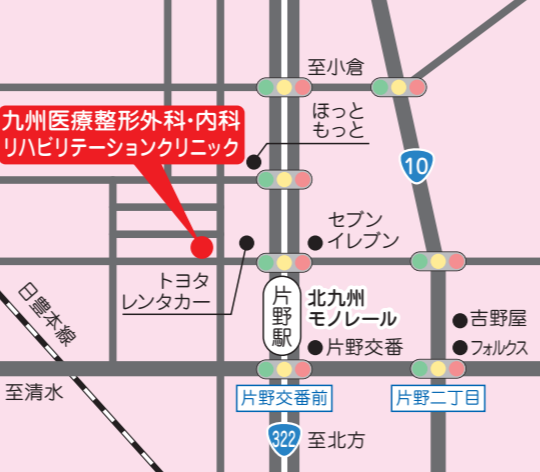 至小倉
ほっと
もっと
九州医療整形外科・内科
リハビリテーションクリニック
10
セブン
イレブン
トヨタ
レンタカー
片野駅
北九州
モノレール
日豊本線
吉野屋
片野交番
フォルクス
至清水
片野交番前
片野二丁目
322
至北方